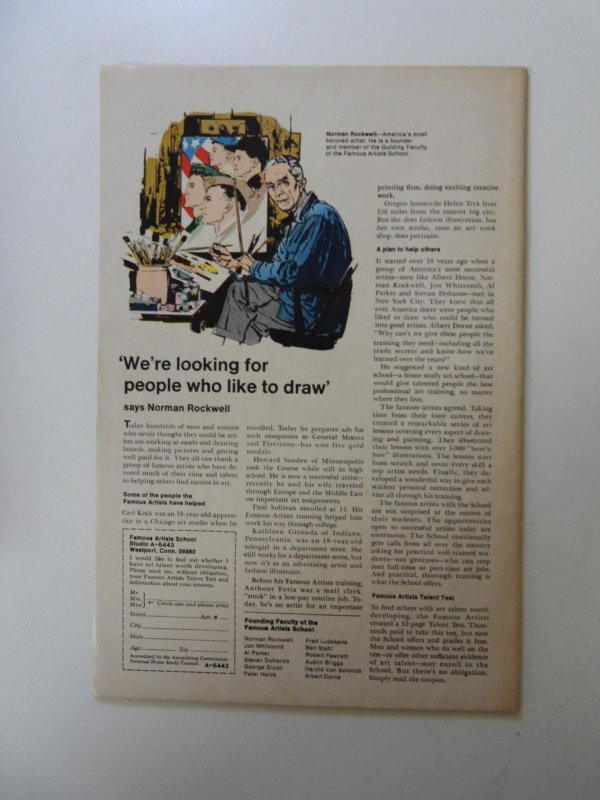 Norman Rockwell—America's most
beloved artist. He is a founder
and member of the Guiding Faculty
of the Famous Artists School.
'We're looking for
people who like to draw'
says Norman Rockwell
Today hundreds of men and women
who never thought they could be art-
ists are working at easels and drawing
boards, making pictures and getting
well paid for it. They all can thank a
group of famous artists who have de-
voted much of their time and talent
to helping others find success in art.
Some of the people the
Famous Artists have helped
Carl Kock was an 18-year-old appren-
tice in a Chicago art studio when he
Famous Artists School
Studio A-6443
Westport, Conn. 06880
I would like to find out whether I
have art talent worth developing.
Please send me, without obligation,
your Famous Artists Talent Test and
information about your courses.
Mr.
Mrs.
Miss
← Circle one and please print
Street Apt. #
City
State
Age Zip
Accredited by the Accrediting Commission
National Home Study Council A-6443
enrolled. Today he prepares ads for
such companies as General Motors
and Firestone—has won five gold
medals.
Howard Sanden of Minneapolis
took the Course while still in high
school. He is now a successful artist—
recently he and his wife traveled
through Europe and the Middle East
on important art assignments.
Paul Sollivan enrolled at 14. His
Famous Artists training helped him
work his way through college.
Kathleen Gironda of Indiana,
Pennsylvania, was an 18-year-old
salesgirl in a department store. She
still works for a department store, but
now it's as an advertising artist and
fashion illustrator.
Before his Famous Artists training,
Anthony Fotia was a mail clerk,
"stuck" in a low-pay routine job. To-
day, he's an artist for an important
Founding Faculty of the
Famous Artists School
Norman Rockwell
Jon Whitcomb
Al Parker
Stevan Dohanos
George Giusti
Peter Helck
Fred Ludekens
Ben Stahl
Robert Fawcett
Austin Briggs
Harold Von Schmidt
Albert Dorne
printing firm, doing exciting creative
work.
Oregon housewife Helen Tryk lives
150 miles from the nearest big city.
But she does fashion illustration, has
her own studio, runs an art work
shop, does portraits.
A plan to help others
It started over 18 years ago when a
group of America's most successful
artists—men like Albert Dorne, Nor-
man Rockwell, Jon Whitcomb, Al
Parker and Stevan Dohanos—met in
New York City. They knew that all
over America there were people who
liked to draw who could be turned
into good artists. Albert Dorne asked,
"Why can't we give these people the
training they need—including all the
trade secrets and know-how we've
learned over the years?"
He suggested a new kind of art
school—a home study art school—that
would give talented people the best
professional art training, no matter
where they live.
The famous artists agreed. Taking
time from their busy careers, they
created a remarkable series of art
lessons covering every aspect of draw-
ing and painting. They illustrated
their lessons with over 5,000 "here's-
how" illustrations. The lessons start
from scratch and cover every skill a
top artist needs. Finally, they de-
veloped a wonderful way to give each
student personal correction and ad-
vice all through his training.
The famous artists with the School
are not surprised at the success of
their students. The opportunities
open to successful artists today are
enormous. The School continually
gets calls from all over the country
asking for practical well-trained stu-
dents—not geniuses—who can step
into full-time or part-time art jobs.
And practical, thorough training is
what the School offers.
Famous Artists Talent Test
To find others with art talent worth
developing, the Famous Artists
created a 12-page Talent Test. Thou-
sands paid to take this test, but now
the School offers and grades it free.
Men and women who do well on the
test—or offer other sufficient evidence
of art talent—may enroll in the
School. But there's no obligation.
Simply mail the coupon.